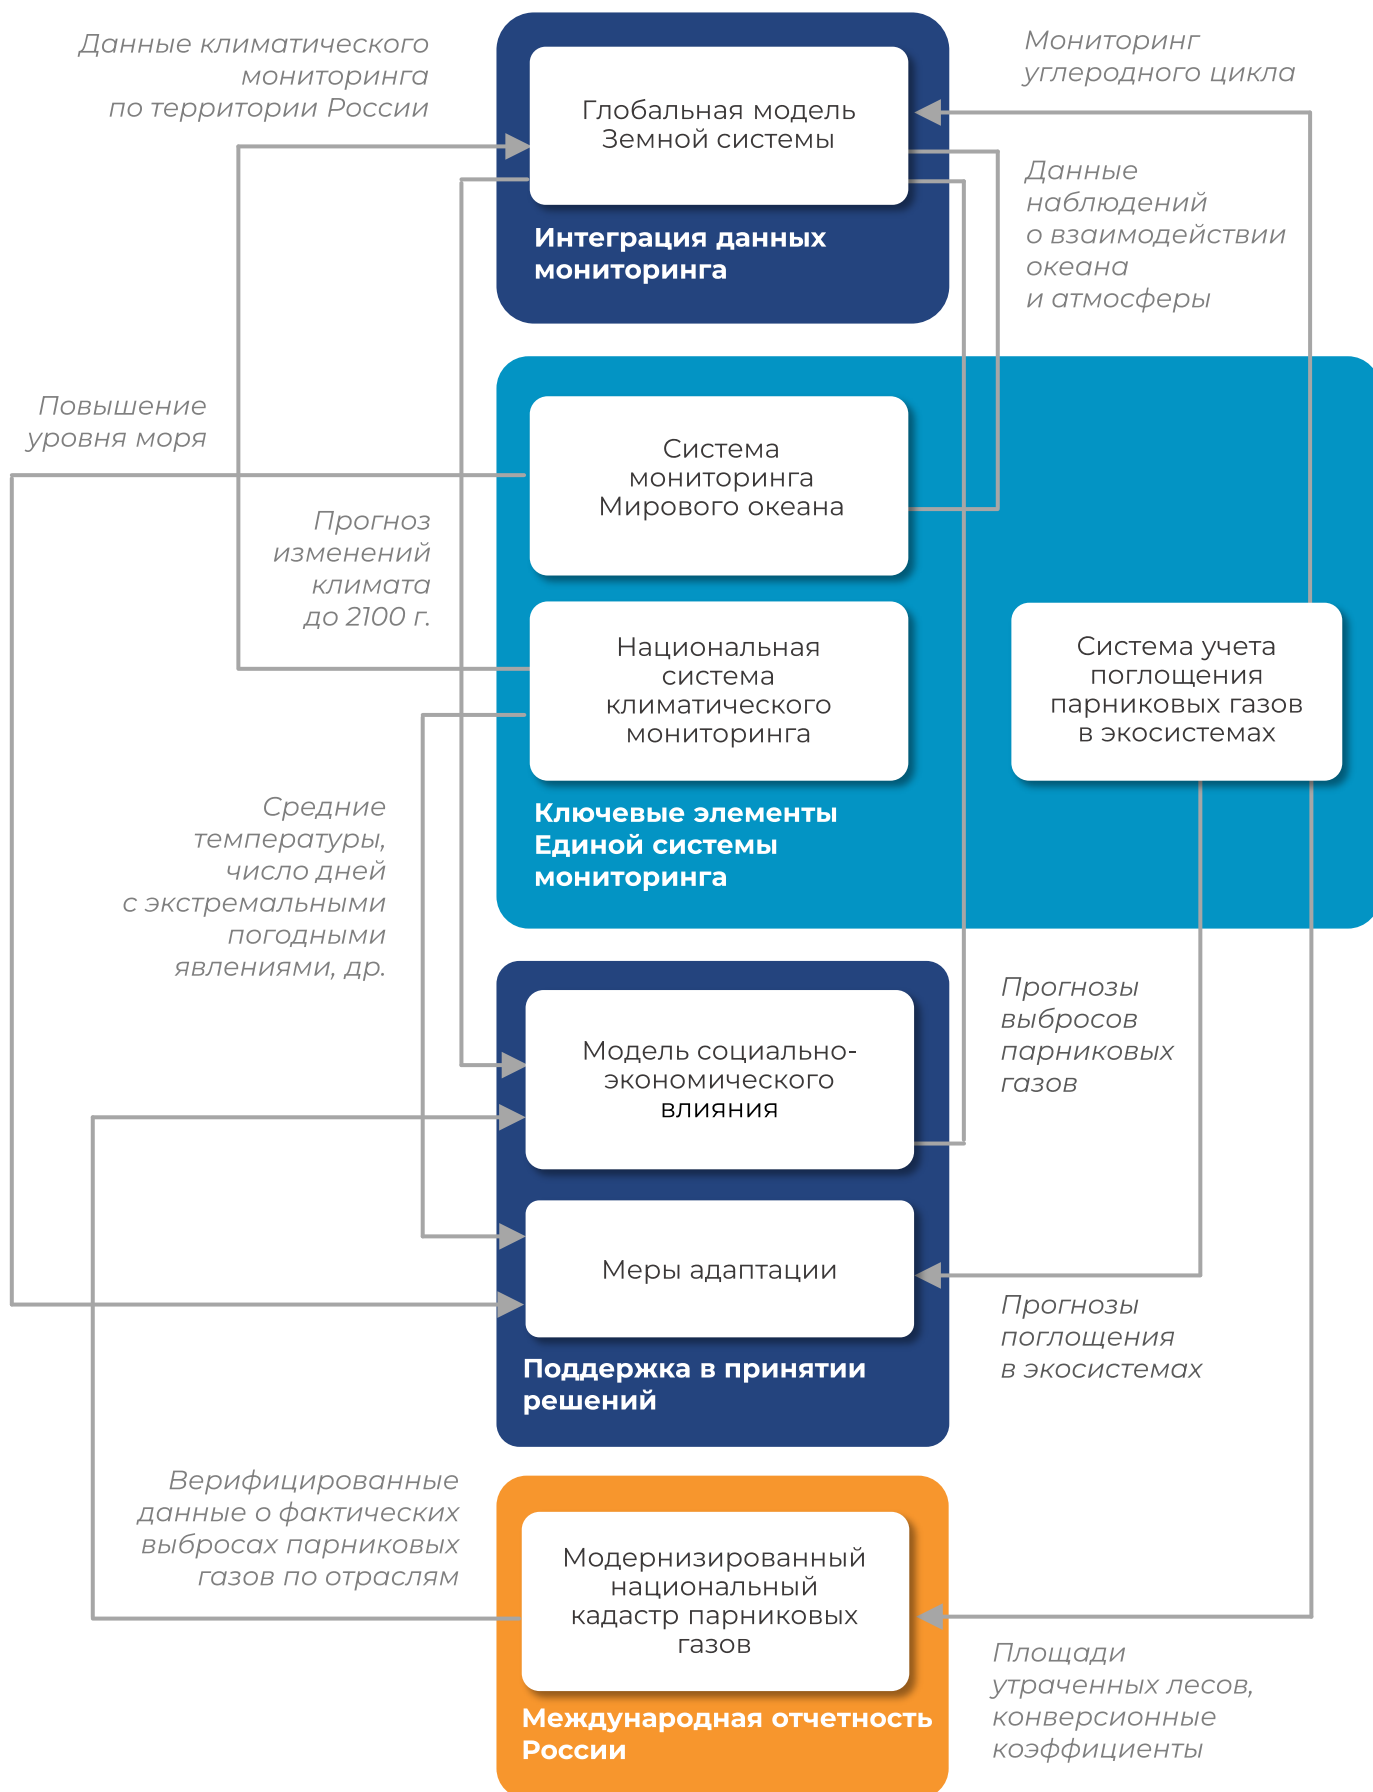 Данные климатического
мониторинга
по территории России
Глобальная модель
Земной системы
Мониторинг
углеродного цикла
Данные
наблюдений
о взаимодействии
океана
и атмосферы
Интеграция данных
мониторинга
Повышение
уровня моря
Система
мониторинга
Мирового океана
Прогноз
изменений
климата
до 2100 г.
Национальная
система
климатического
мониторинга
Система учета
поглощения
парниковых газов
в экосистемах
Ключевые элементы
Единой системы
мониторинга
Средние
температуры,
число дней
с экстремальными
погодными
явлениями, др.
Модель социально-
экономического
влияния
Прогнозы
выбросов
парниковых
газов
Меры адаптации
Прогнозы
поглощения
в экосистемах
Поддержка в принятии
решений
Верифицированные
данные о фактических
выбросах парниковых
газов по отраслям
Модернизированный
национальный
кадастр парниковых
газов
Площади
утраченных лесов,
конверсионные
коэффициенты
Международная отчетность
России